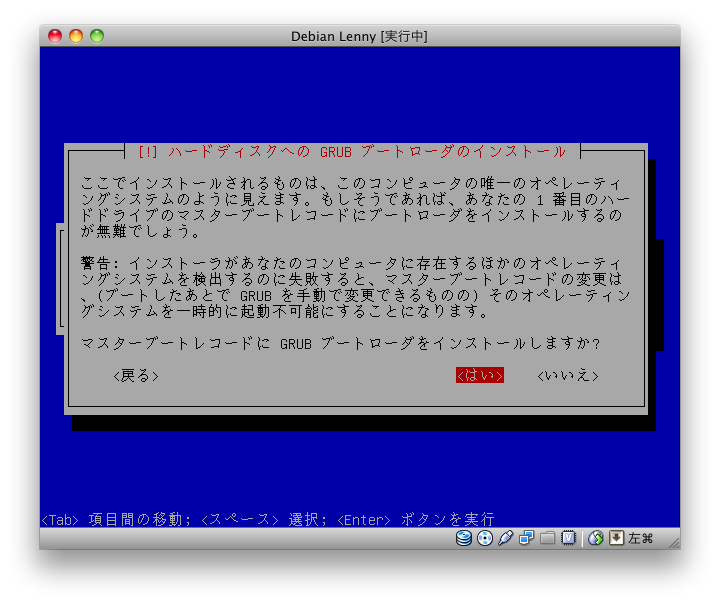 Debian Lenny [実行中]
[!] ハードディスクへの GRUB ブートローダのインストール
ここでインストールされるものは、このコンピュータの唯一のオペレーティ
ングシステムのように見えます。もしそうであれば、あなたの 1 番目のハー
ドドライブのマスターブートレコードにブートローダをインストールするの
が無難でしょう。
警告: インストーラがあなたのコンピュータに存在するほかのオペレーティ
ングシステムを検出するのに失敗すると、マスターブートレコードの変更は
、(ブートしたあとで GRUB を手動で変更できるものの) そのオペレーティン
グシステムを一時的に起動不可能にすることになります。
マスターブートレコードに GRUB ブートローダをインストールしますか?
<戻る> <はい> <いいえ>
<Tab> 項目間の移動; <スペース> 選択; <Enter> ボタンを実行
V 左⌘